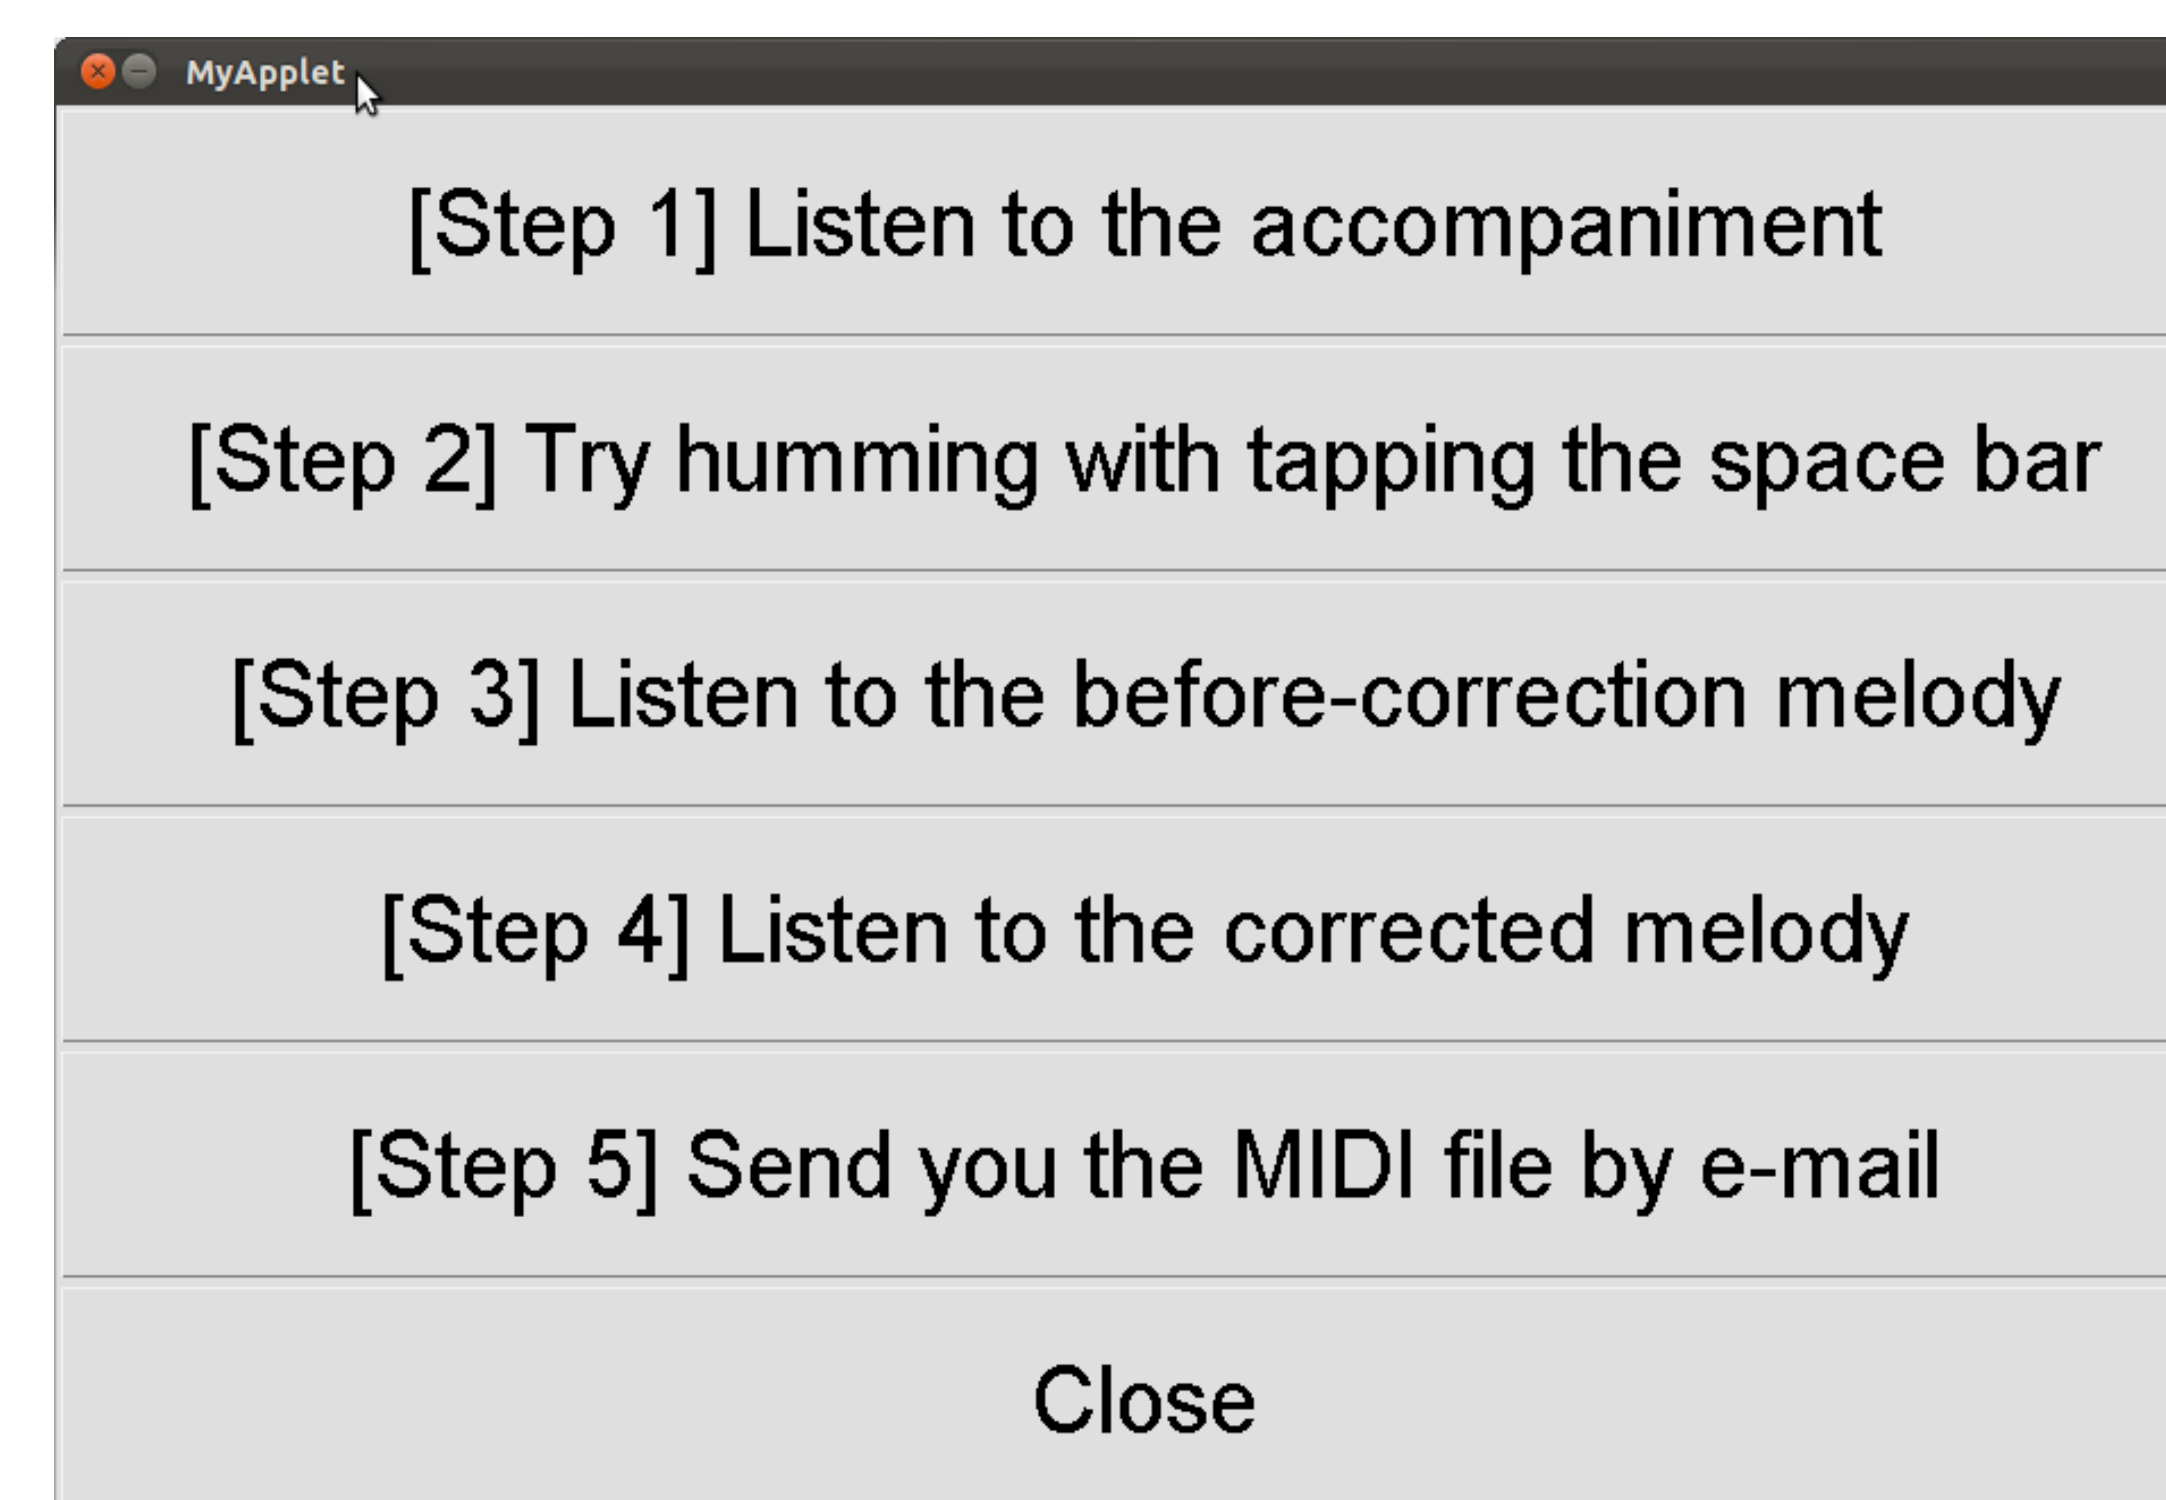 MyApplet
[Step 1] Listen to the accompaniment
[Step 2] Try humming with tapping the space bar
[Step 3] Listen to the before-correction melody
[Step 4] Listen to the corrected melody
[Step 5] Send you the MIDI file by e-mail
Close